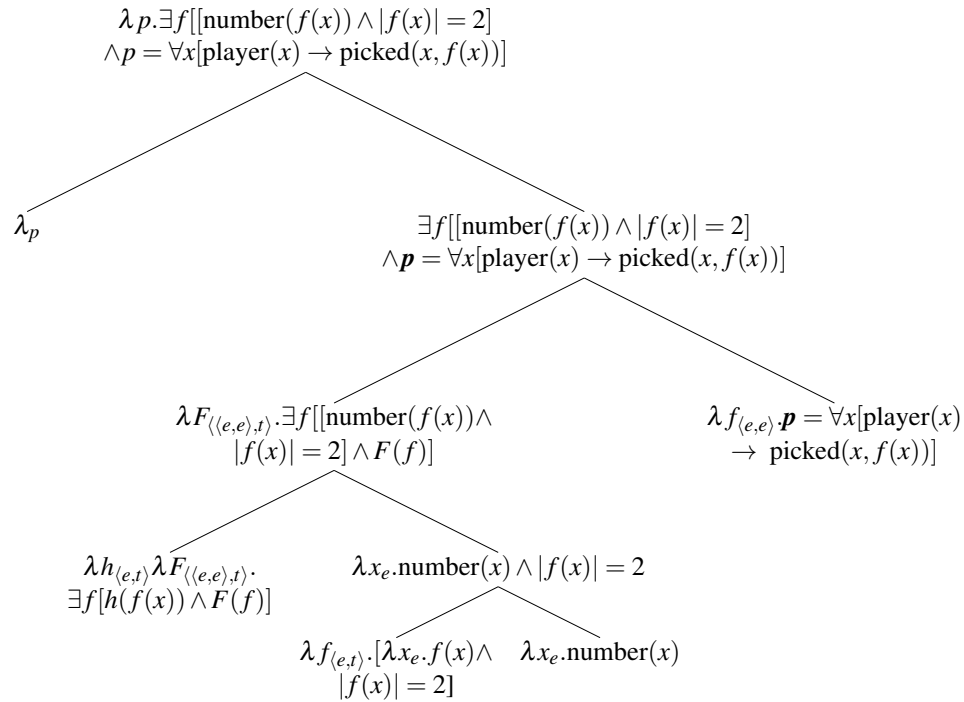 λp.∃f[[number(f(x)) ∧ |f(x)| = 2]
∧p = ∀x[player(x) → picked(x, f(x))]
λ_p
∃f[[number(f(x)) ∧ |f(x)| = 2]
∧p = ∀x[player(x) → picked(x, f(x))]
λF_⟨⟨e,e⟩,t⟩.∃f[[number(f(x))∧
|f(x)| = 2] ∧ F(f)]
λf_⟨e,e⟩.p = ∀x[player(x)
→ picked(x, f(x))]
λh_⟨e,t⟩λF_⟨⟨e,e⟩,t⟩.
∃f[h(f(x)) ∧ F(f)]
λx_e.number(x) ∧ |f(x)| = 2
λf_⟨e,t⟩.[λx_e.f(x)∧
|f(x)| = 2]
λx_e.number(x)